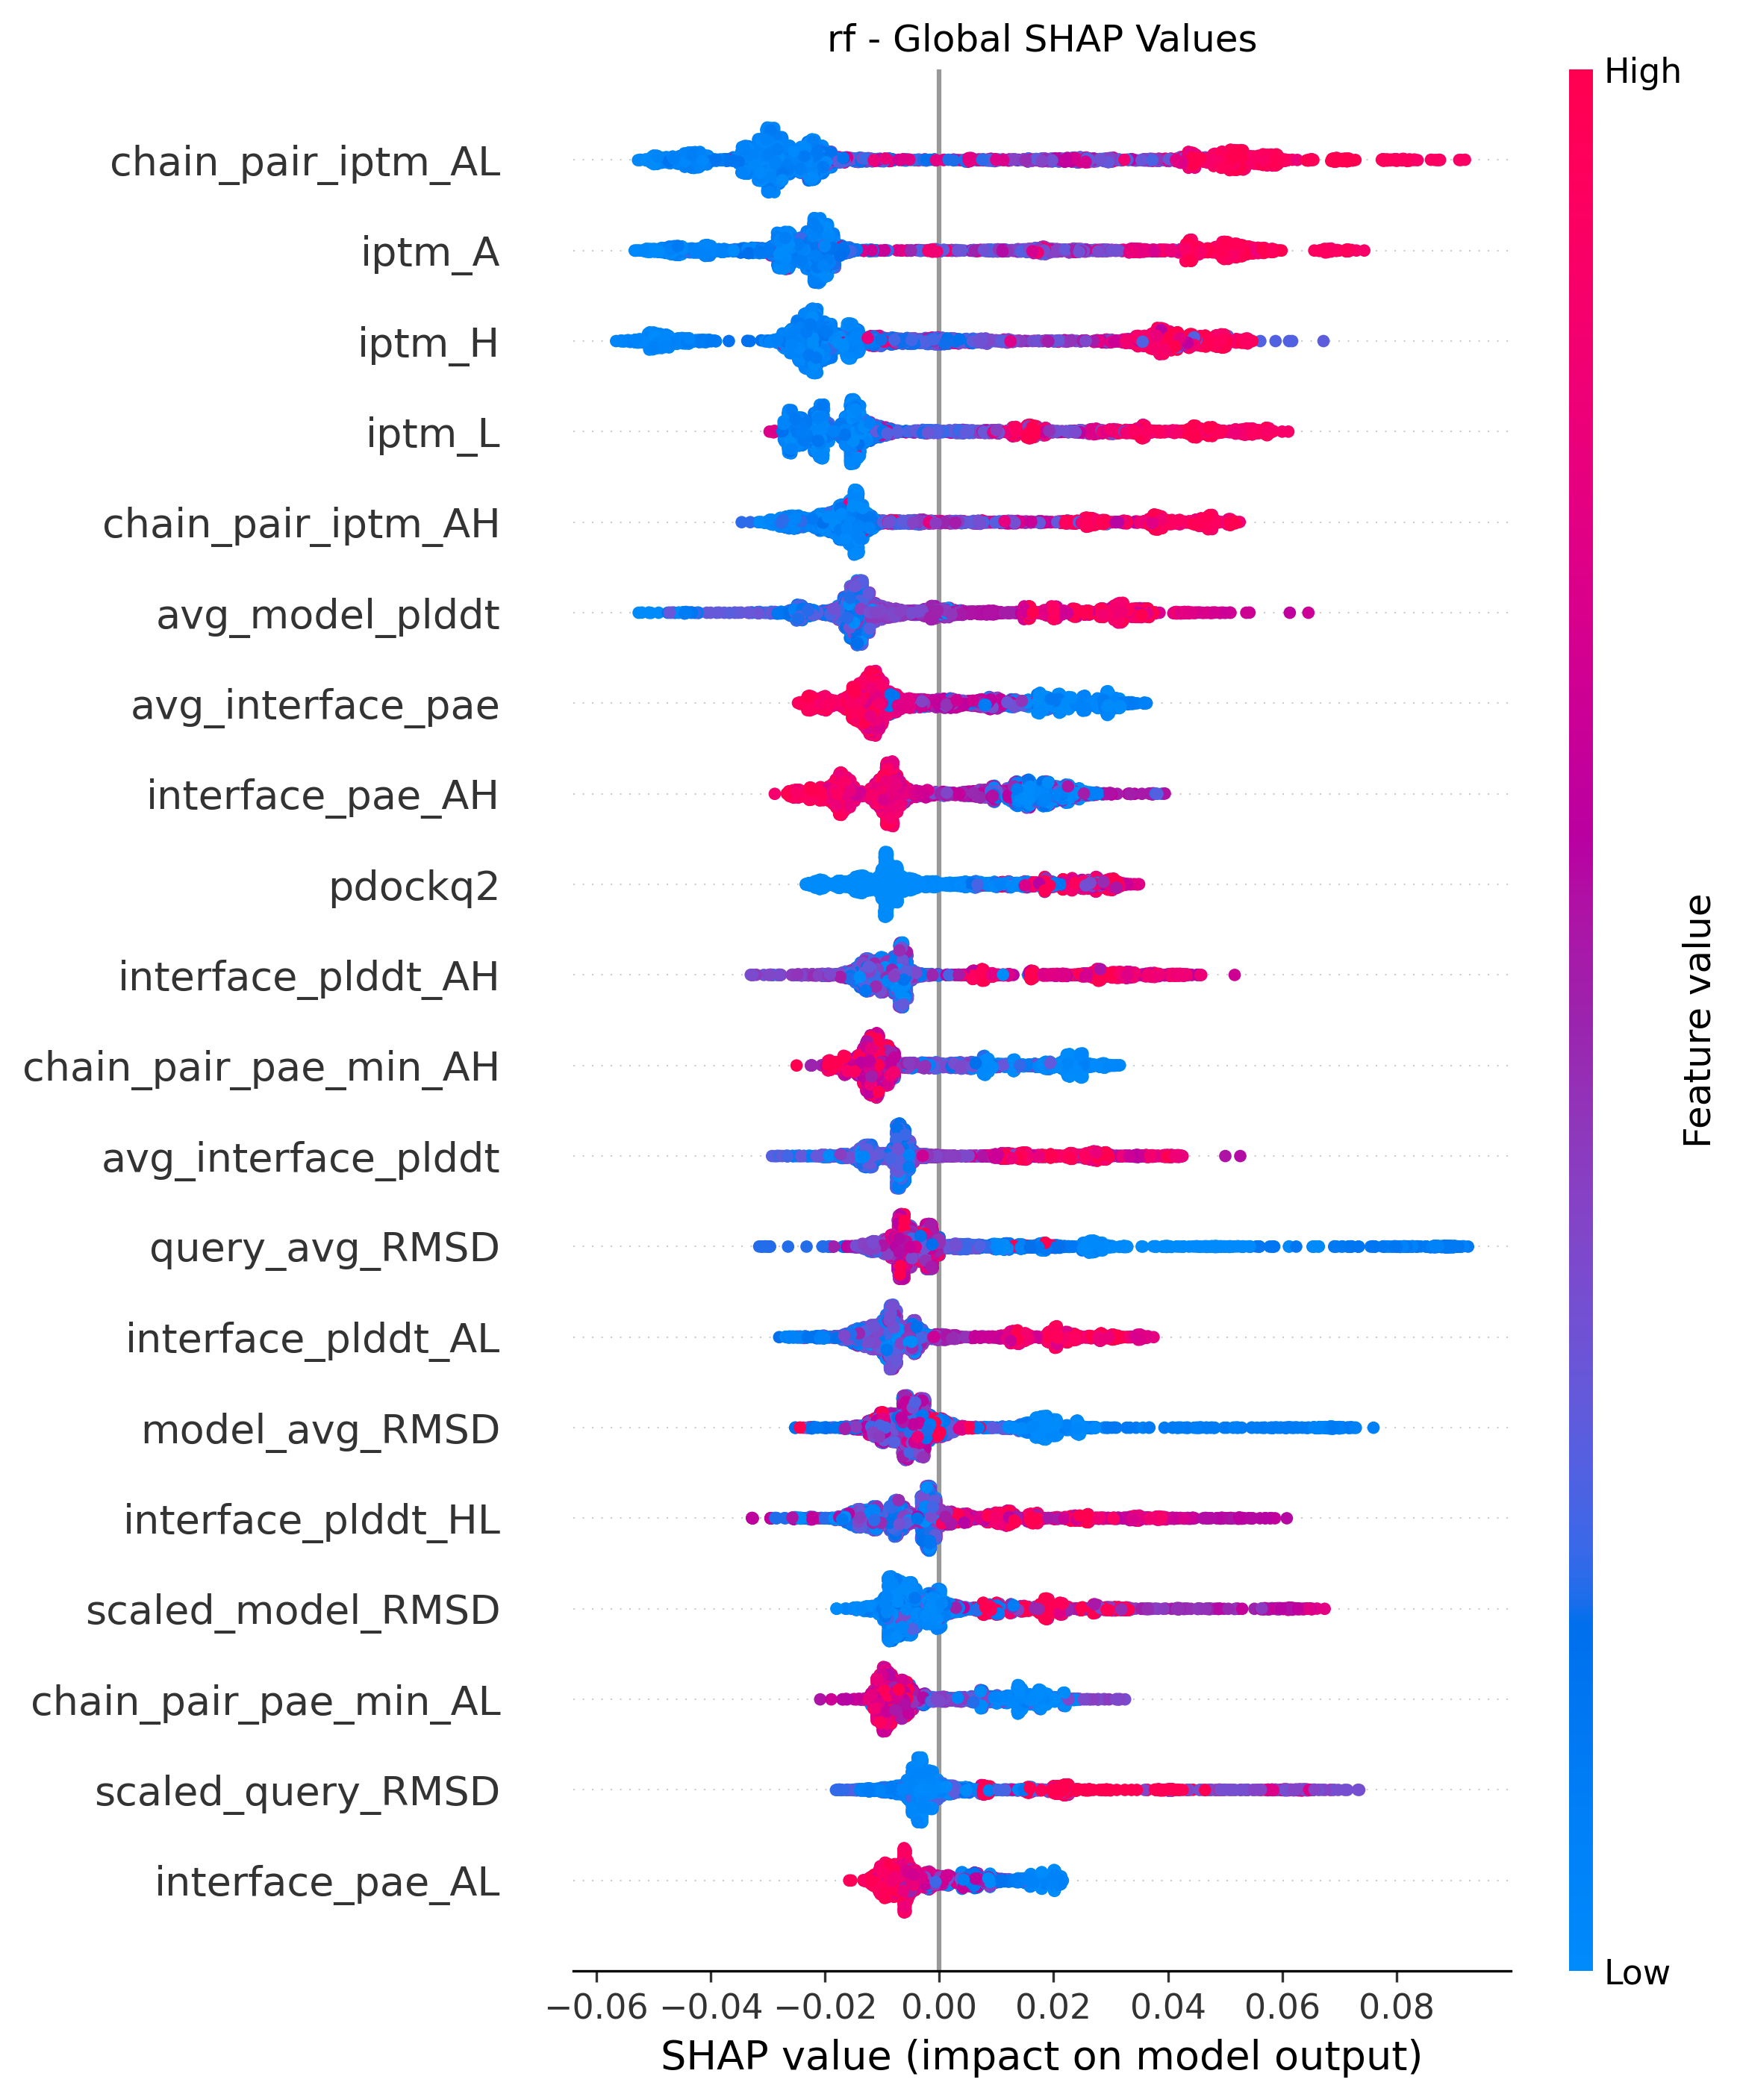 rf - Global SHAP Values
High
chain_pair_iptm_AL
iptm_A
iptm_H
iptm_L
chain_pair_iptm_AH
avg_model_plddt
avg_interface_pae
interface_pae_AH
pdockq2
interface_plddt_AH
chain_pair_pae_min_AH
avg_interface_plddt
query_avg_RMSD
interface_plddt_AL
model_avg_RMSD
interface_plddt_HL
scaled_model_RMSD
chain_pair_pae_min_AL
scaled_query_RMSD
interface_pae_AL
Feature value
Low
−0.06 −0.04 −0.02 0.00 0.02 0.04 0.06 0.08
SHAP value (impact on model output)